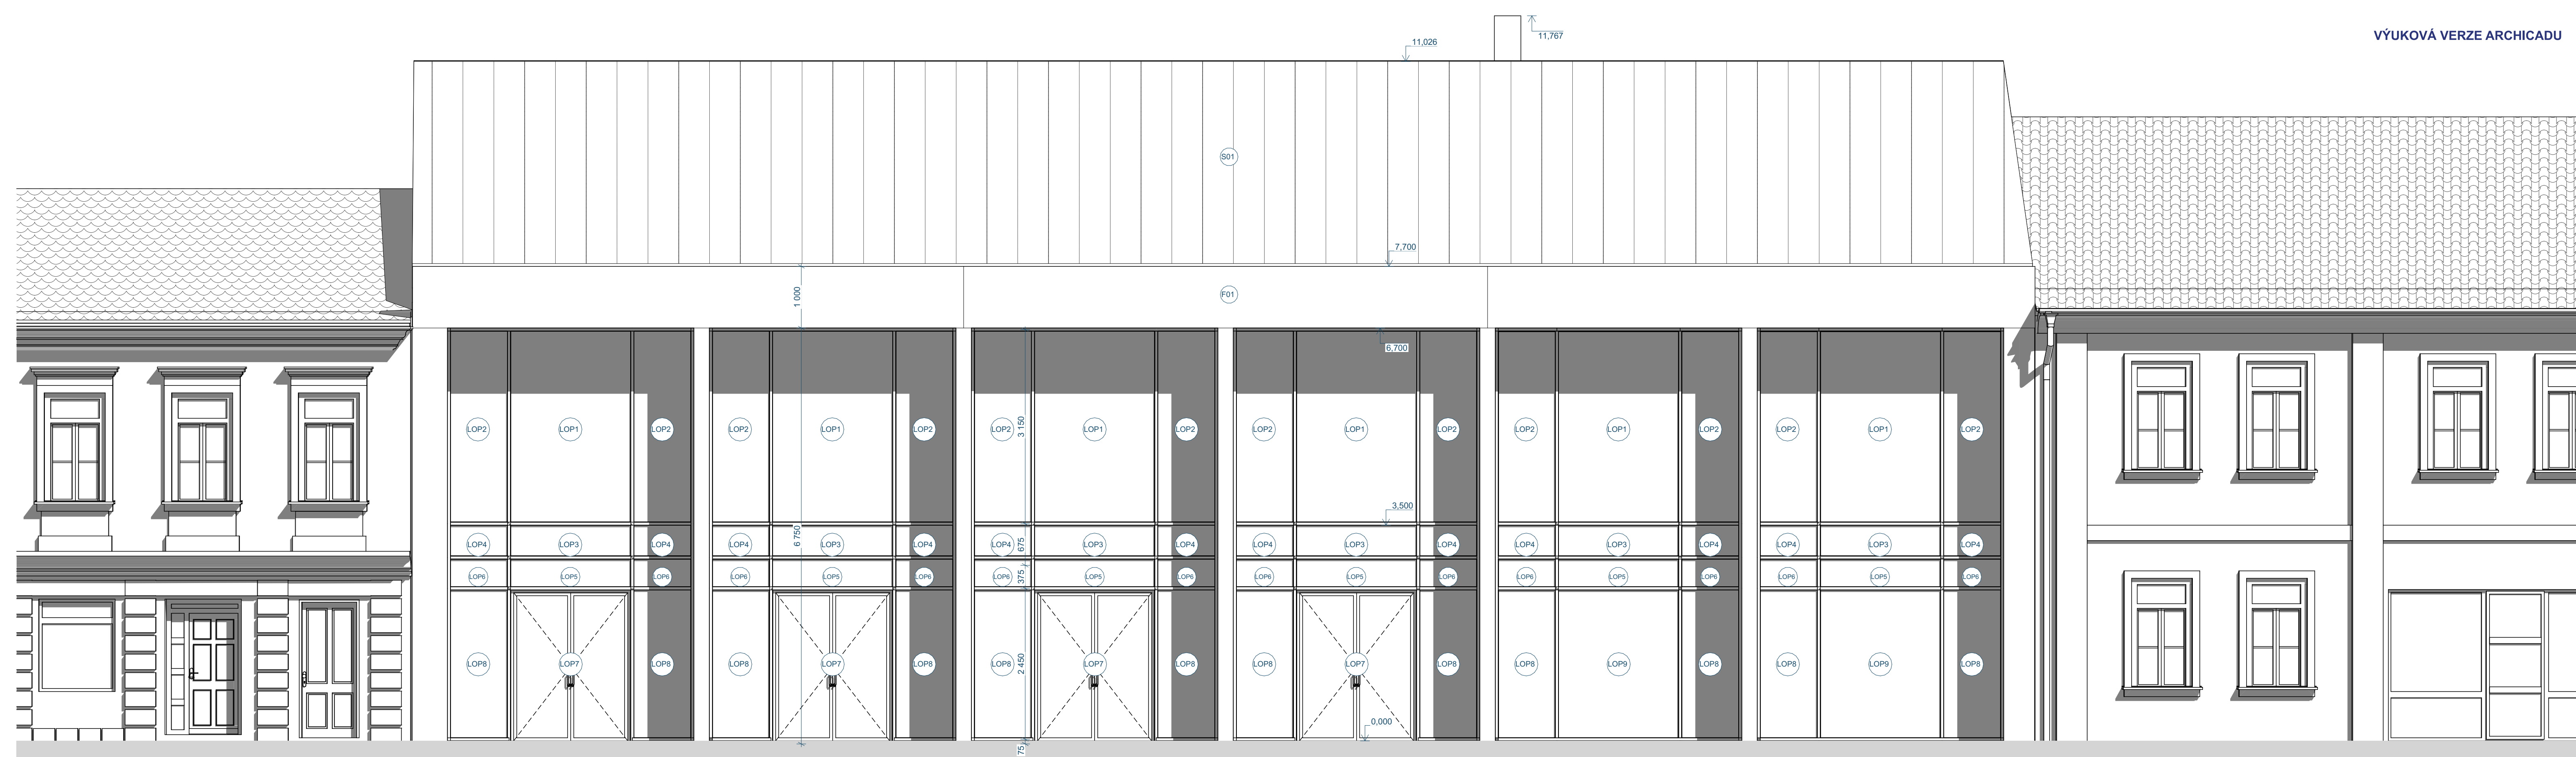 11,767
VÝUKOVÁ VERZE ARCHICADU
11,026
S01
7,700
1 000
F01
6,700
LOP2 LOP1 LOP2 LOP2 LOP1 LOP2 LOP2 3 150 LOP1 LOP2 LOP2 LOP1 LOP2 LOP2 LOP1 LOP2 LOP2 LOP1 LOP2
3,500
6 750
LOP4 LOP3 LOP4 LOP4 LOP3 LOP4 LOP4 675 LOP3 LOP4 LOP4 LOP3 LOP4 LOP4 LOP3 LOP4 LOP4 LOP3 LOP4
LOP6 LOP5 LOP6 LOP6 LOP5 LOP6 LOP6 375 LOP5 LOP6 LOP6 LOP5 LOP6 LOP6 LOP5 LOP6 LOP6 LOP5 LOP6
LOP8 LOP7 LOP8 LOP8 LOP7 LOP8 LOP8 2 450 LOP7 LOP8 LOP8 LOP7 LOP8 LOP8 LOP9 LOP8 LOP8 LOP9 LOP8
0,000
75